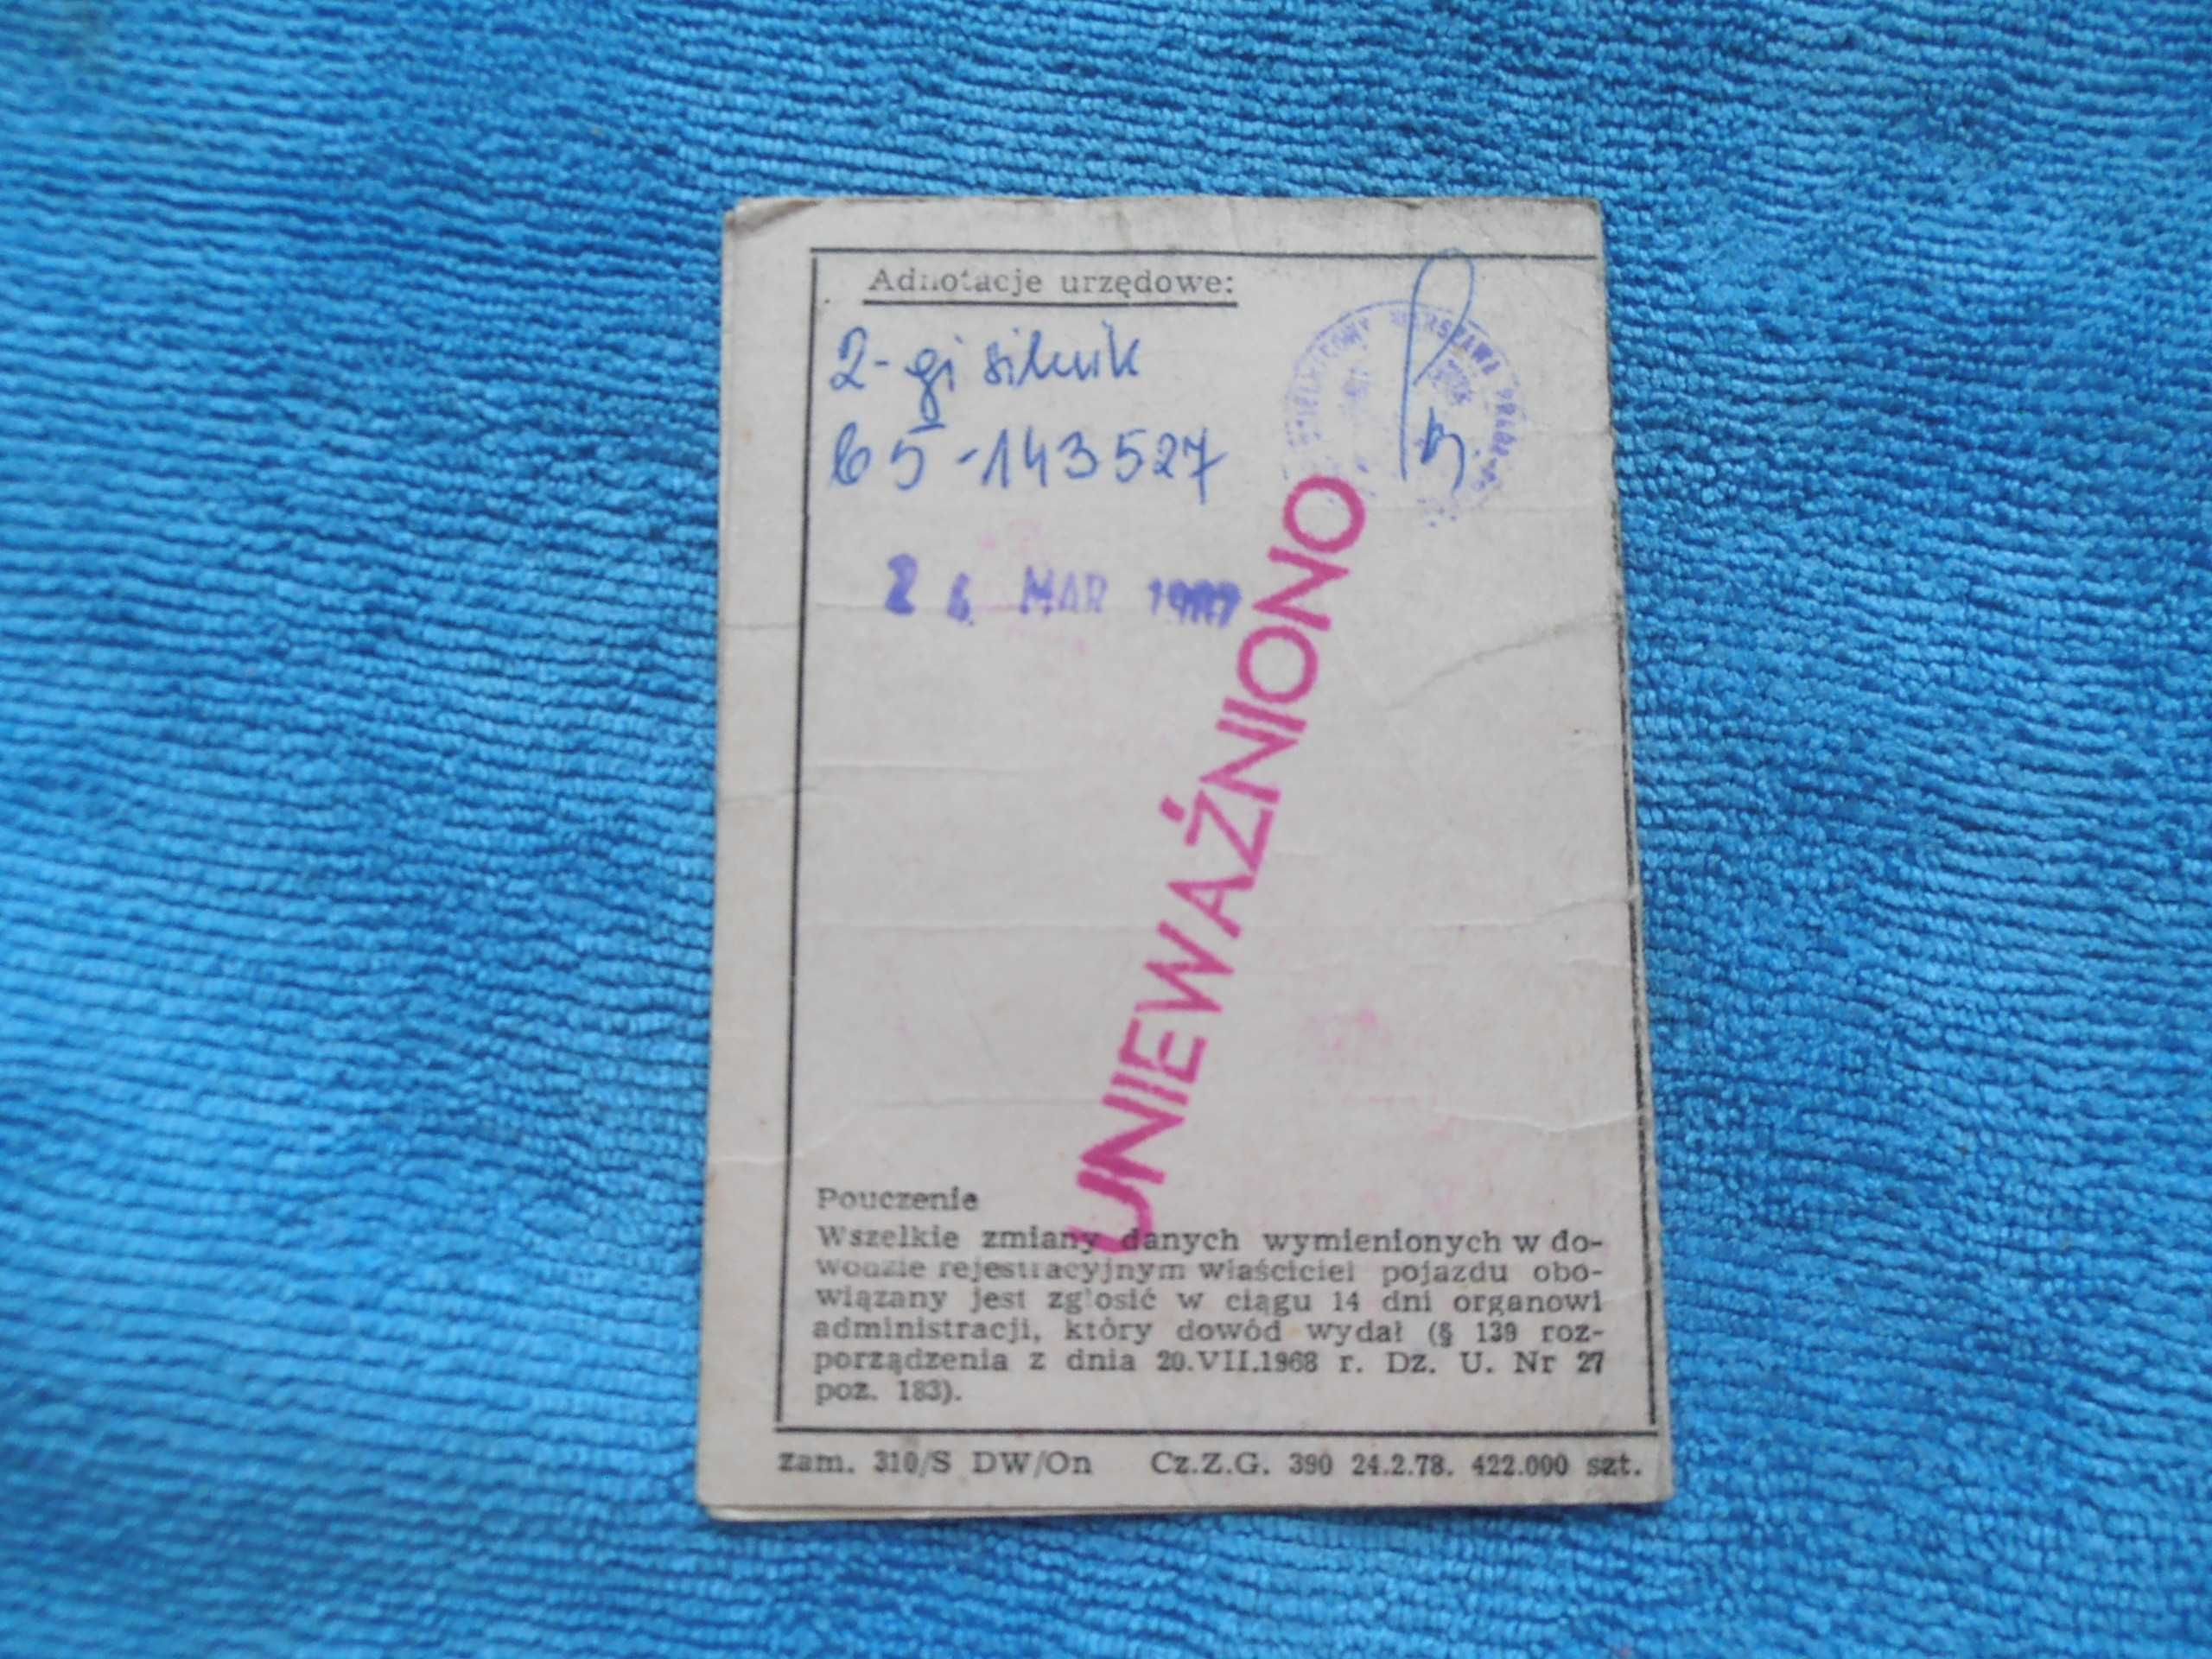 Adnotacje urzędowe:
2-gi silnik
65-143527
MAR
WARSZAWA
UNIEWAŻNIONO
Pouczenie
Wszelkie zmiany danych wymienionych w do-
wodzie rejestracyjnym właściciel pojazdu obo-
wiązany jest zgłosić w ciągu 14 dni organowi
administracji, który dowód wydał (§ 139 roz-
porządzenia z dnia 20.VII.1968 r. Dz. U. Nr 27
poz. 183).
zam. 310/S DW/On Cz.Z.G. 390 24.2.78. 422.000 szt.